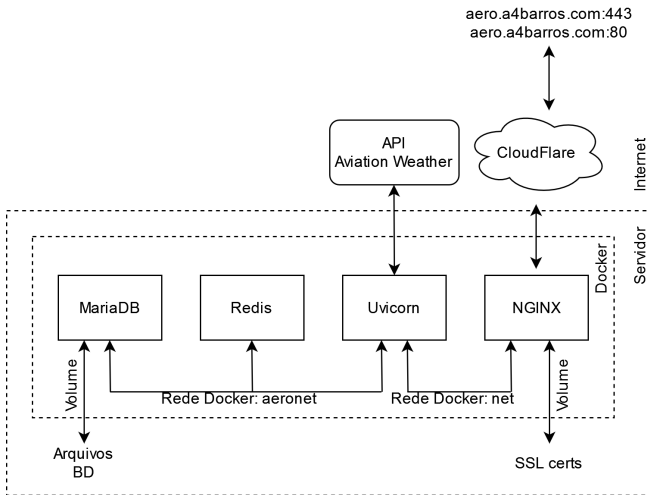 aero.a4barros.com:443
aero.a4barros.com:80
API
Aviation Weather
CloudFlare
Internet
Servidor
Docker
MariaDB
Redis
Uvicorn
NGINX
Volume
Rede Docker: aeronet
Rede Docker: net
Volume
Arquivos
BD
SSL certs